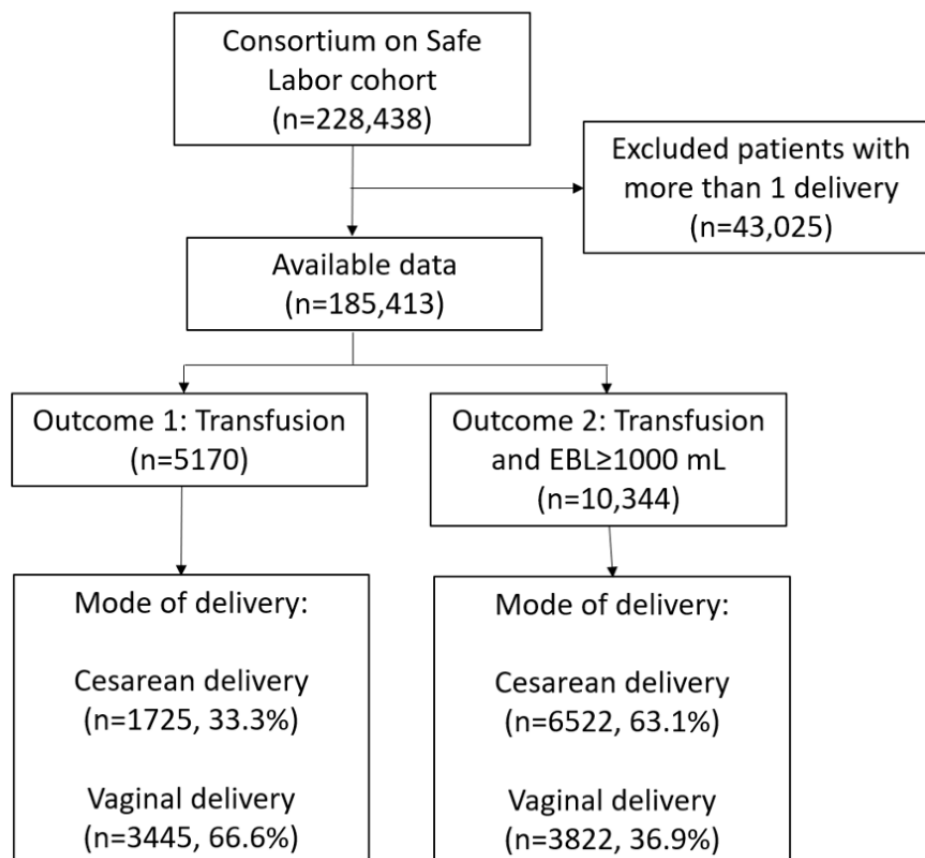 Consortium on Safe
Labor cohort
(n=228,438)
Excluded patients with
more than 1 delivery
(n=43,025)
Available data
(n=185,413)
Outcome 1: Transfusion
(n=5170)
Outcome 2: Transfusion
and EBL≥1000 mL
(n=10,344)
Mode of delivery:
Cesarean delivery
(n=1725, 33.3%)
Vaginal delivery
(n=3445, 66.6%)
Mode of delivery:
Cesarean delivery
(n=6522, 63.1%)
Vaginal delivery
(n=3822, 36.9%)